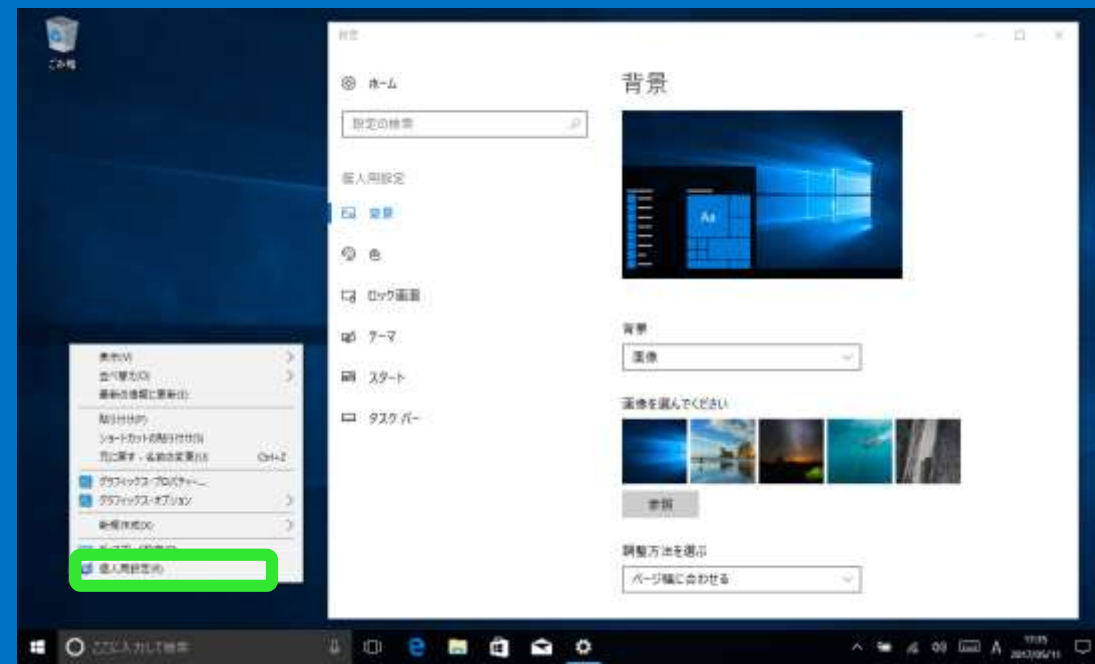 ごみ箱
設定
ホーム
設定の検索
個人用設定
背景
色
ロック画面
テーマ
スタート
タスク バー
背景
Aa
背景
画像
画像を選んでください
参照
調整方法を選ぶ
ページ幅に合わせる
表示(V)
並べ替え(O)
最新の情報に更新(E)
貼り付け(P)
ショートカットの貼り付け(S)
元に戻す - 名前の変更(U) Ctrl+Z
グラフィックス・プロパティー...
グラフィックス・オプション
新規作成(X)
個人用設定(R)
ここに入力して検索
A
17:35
2017/05/11